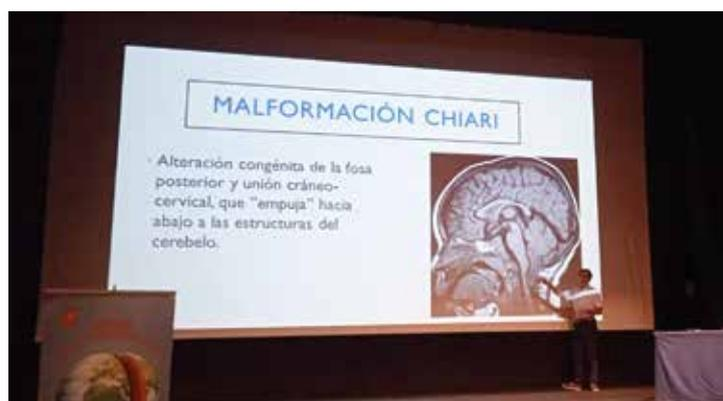 MALFORMACIÓN CHIARI
· Alteración congénita de la fosa
posterior y unión cráneo-
cervical, que "empuja" hacia
abajo a las estructuras del
cerebelo.